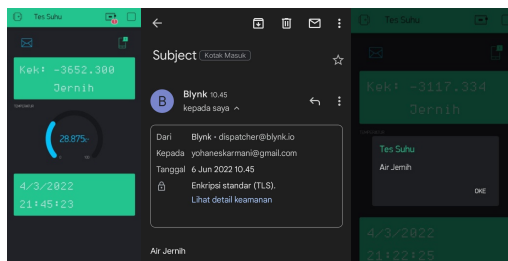 Tes Suhu
Kek: -3652.300
Jernih
28.875
4/3/2022
21:45:23
Subject
Kotak Masuk
B
Blynk 10.45
kepada saya
Dari Blynk • dispatcher@blynk.io
Kepada yohaneskarmani@gmail.com
Tanggal 6 Jun 2022 10.45
Enkripsi standar (TLS).
Lihat detail keamanan
Air Jernih
Tes Suhu
Kek: -3117.334
Jernih
Tes Suhu
Air Jernih
OKE
4/3/2022
21:22:25